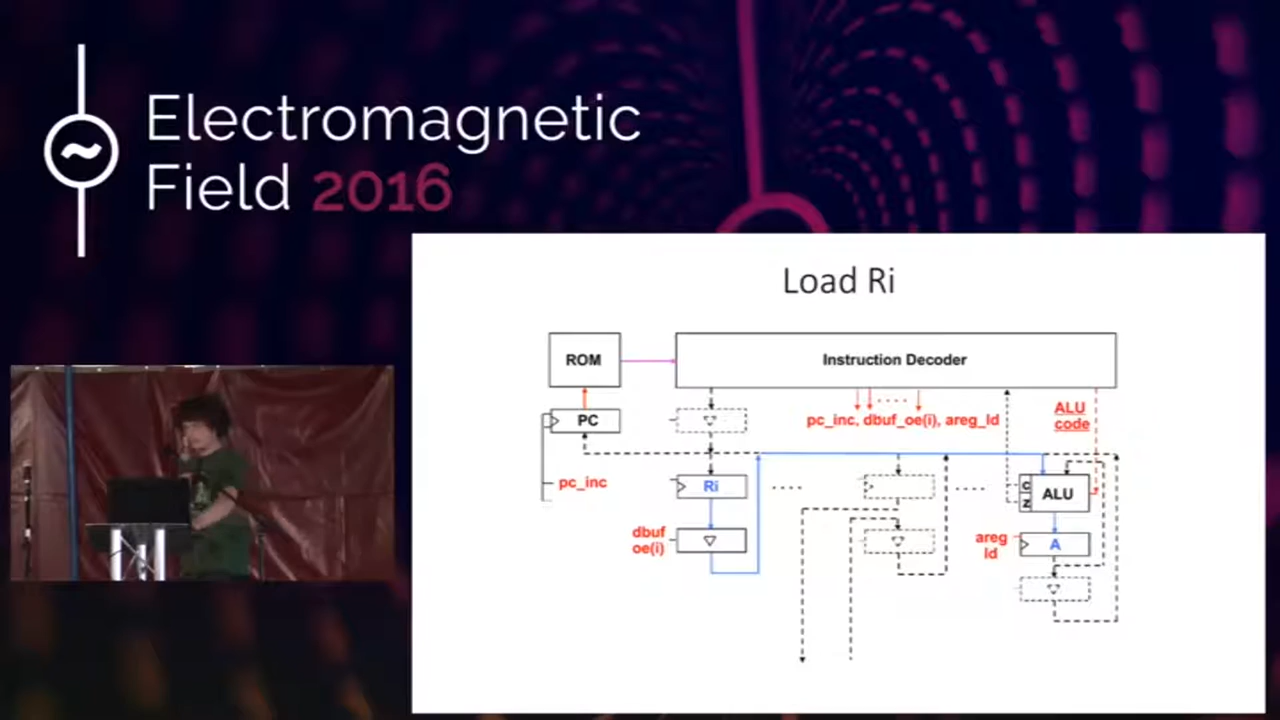 Electromagnetic
Field 2016
Load Ri
ROM
Instruction Decoder
PC
pc_inc, dbuf_oe(i), areg_ld
ALU
code
pc_inc
Ri
C
Z
ALU
dbuf
oe(i)
areg
ld
A